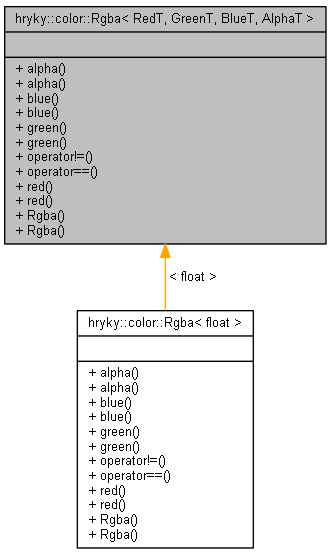 hryky::color::Rgba< RedT, GreenT, BlueT, AlphaT >
+ alpha()
+ alpha()
+ blue()
+ blue()
+ green()
+ green()
+ operator!=()
+ operator==()
+ red()
+ red()
+ Rgba()
+ Rgba()
< float >
hryky::color::Rgba< float >
+ alpha()
+ alpha()
+ blue()
+ blue()
+ green()
+ green()
+ operator!=()
+ operator==()
+ red()
+ red()
+ Rgba()
+ Rgba()